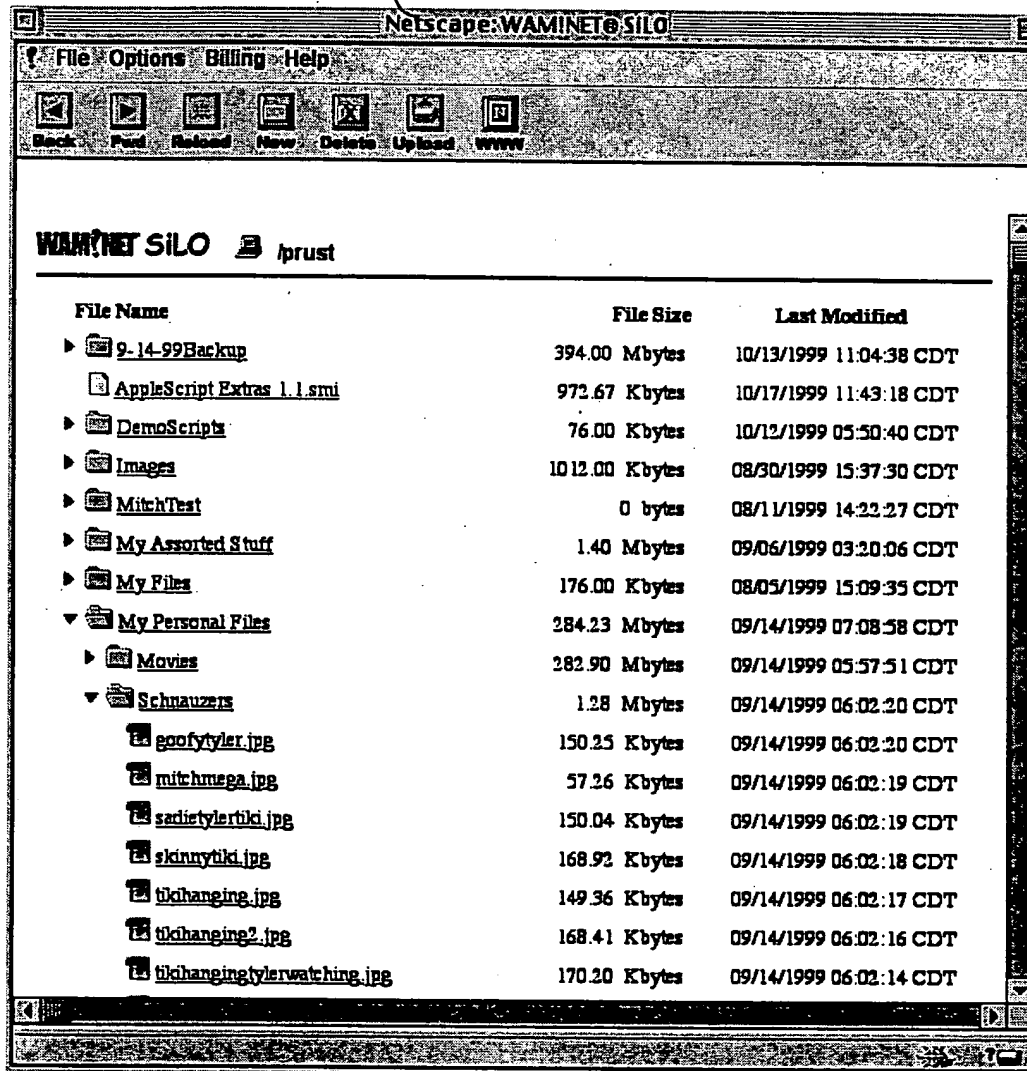 Netscape:WAM!NET® SiLO
File Options Billing Help
Back Fwd Reload New Delete Upload WWW
WAM!NET SiLO /prust
File Name File Size Last Modified
9-14-99Backup 394.00 Mbytes 10/13/1999 11:04:38 CDT
AppleScript Extras 1.1.smi 972.67 Kbytes 10/17/1999 11:43:18 CDT
DemoScripts 76.00 Kbytes 10/12/1999 05:50:40 CDT
Images 1012.00 Kbytes 08/30/1999 15:37:30 CDT
MitchTest 0 bytes 08/11/1999 14:22:27 CDT
My Assorted Stuff 1.40 Mbytes 09/06/1999 03:20:06 CDT
My Files 176.00 Kbytes 08/05/1999 15:09:35 CDT
My Personal Files 284.23 Mbytes 09/14/1999 07:08:58 CDT
Movies 282.90 Mbytes 09/14/1999 05:57:51 CDT
Schnauzers 1.28 Mbytes 09/14/1999 06:02:20 CDT
goofytyler.jpg 150.25 Kbytes 09/14/1999 06:02:20 CDT
mitchmega.jpg 57.26 Kbytes 09/14/1999 06:02:19 CDT
sadietylertiki.jpg 150.04 Kbytes 09/14/1999 06:02:19 CDT
skinnytiki.jpg 168.92 Kbytes 09/14/1999 06:02:18 CDT
tikihanging.jpg 149.36 Kbytes 09/14/1999 06:02:17 CDT
tikihanging2.jpg 168.41 Kbytes 09/14/1999 06:02:16 CDT
tikihangingtylerwatching.jpg 170.20 Kbytes 09/14/1999 06:02:14 CDT